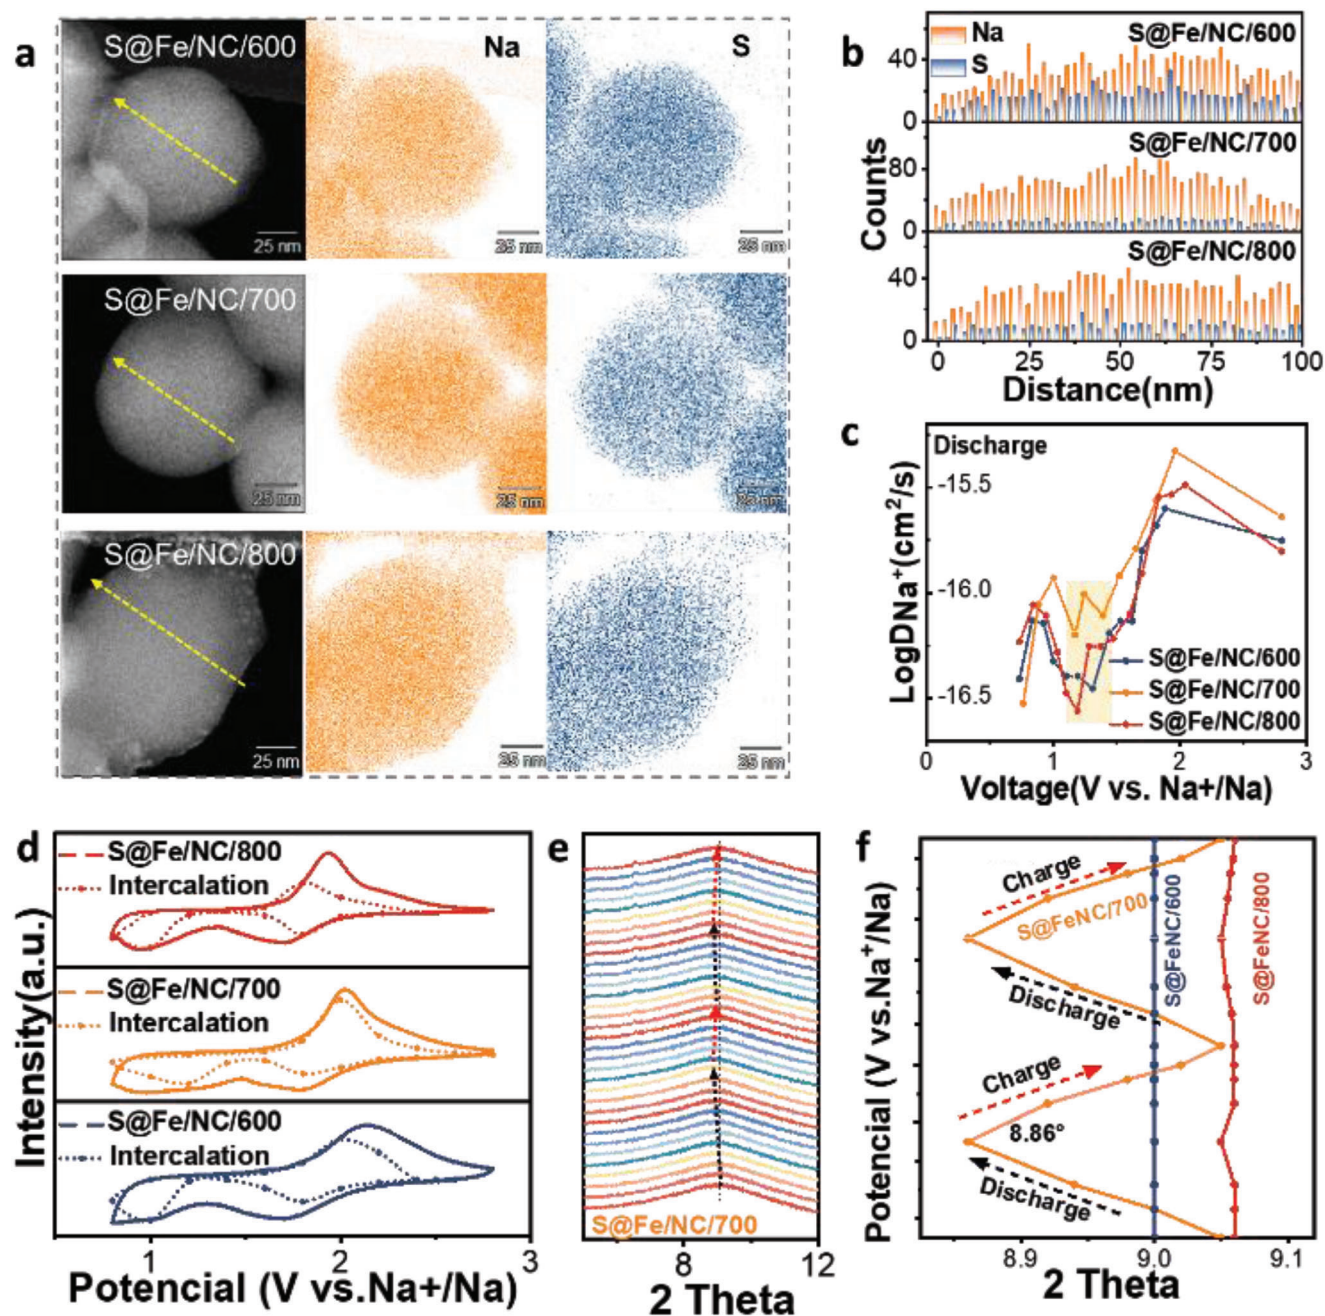 a
S@Fe/NC/600
Na
S
25 nm
25 nm
25 nm
S@Fe/NC/700
25 nm
25 nm
25 nm
S@Fe/NC/800
25 nm
25 nm
25 nm
b
Na
S
S@Fe/NC/600
40
0
S@Fe/NC/700
80
0
S@Fe/NC/800
40
0
Counts
0
25
50
75
100
Distance(nm)
c
Discharge
-15.5
-16.0
-16.5
LogDNa⁺(cm²/s)
S@Fe/NC/600
S@Fe/NC/700
S@Fe/NC/800
0
1
2
3
Voltage(V vs. Na+/Na)
d
S@Fe/NC/800
Intercalation
S@Fe/NC/700
Intercalation
S@Fe/NC/600
Intercalation
Intensity(a.u.)
1
2
3
Potencial (V vs.Na+/Na)
e
S@Fe/NC/700
8
12
2 Theta
f
Charge
S@FeNC/700
Discharge
Charge
8.86°
Discharge
S@FeNC/600
S@FeNC/800
Potencial (V vs.Na⁺/Na)
8.9
9.0
9.1
2 Theta